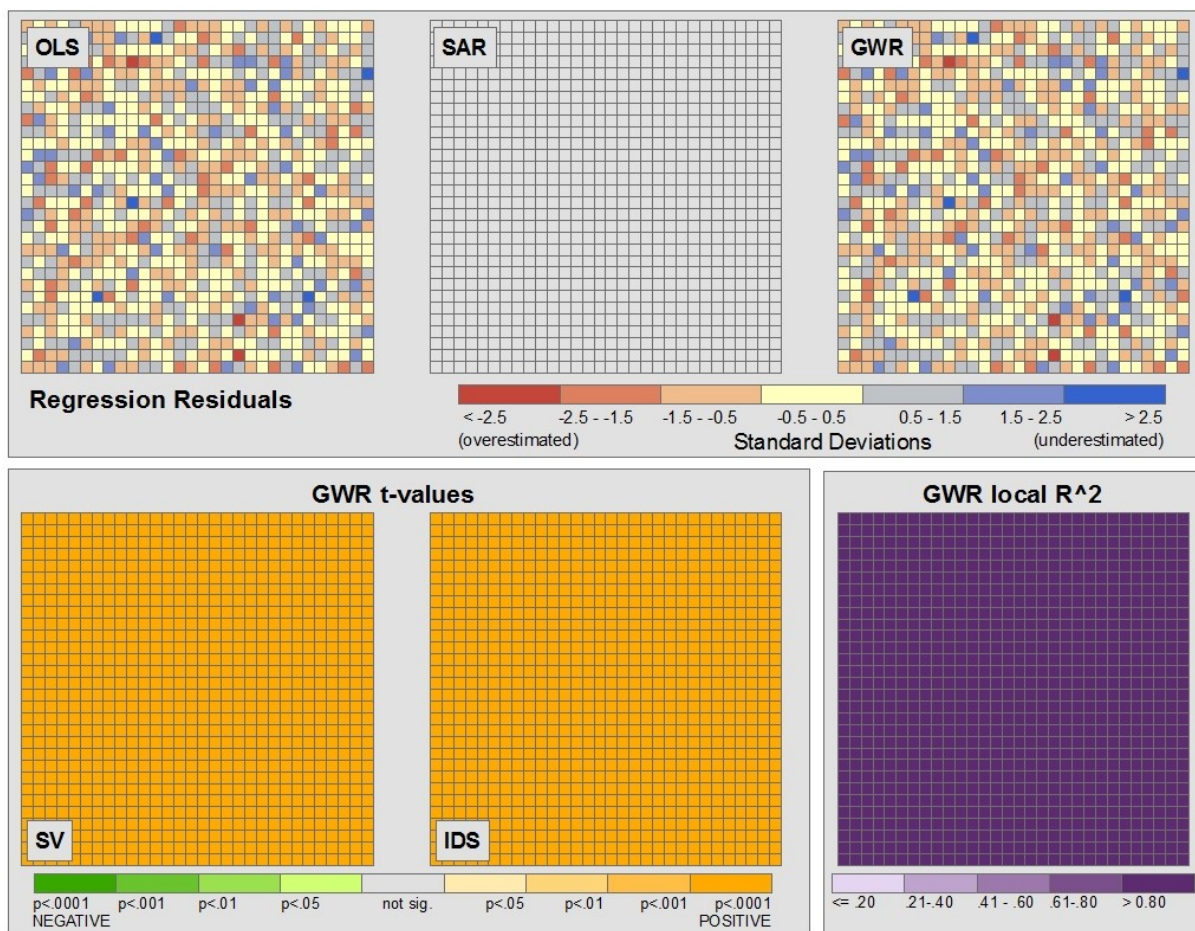 OLS
SAR
GWR
Regression Residuals
< -2.5 -2.5 - -1.5 -1.5 - -0.5 -0.5 - 0.5 0.5 - 1.5 1.5 - 2.5 > 2.5
(overestimated) Standard Deviations (underestimated)
GWR t-values
SV
IDS
p<.0001 p<.001 p<.01 p<.05 not sig. p<.05 p<.01 p<.001 p<.0001
NEGATIVE POSITIVE
GWR local R^2
<= .20 .21-.40 .41 - .60 .61-.80 > 0.80